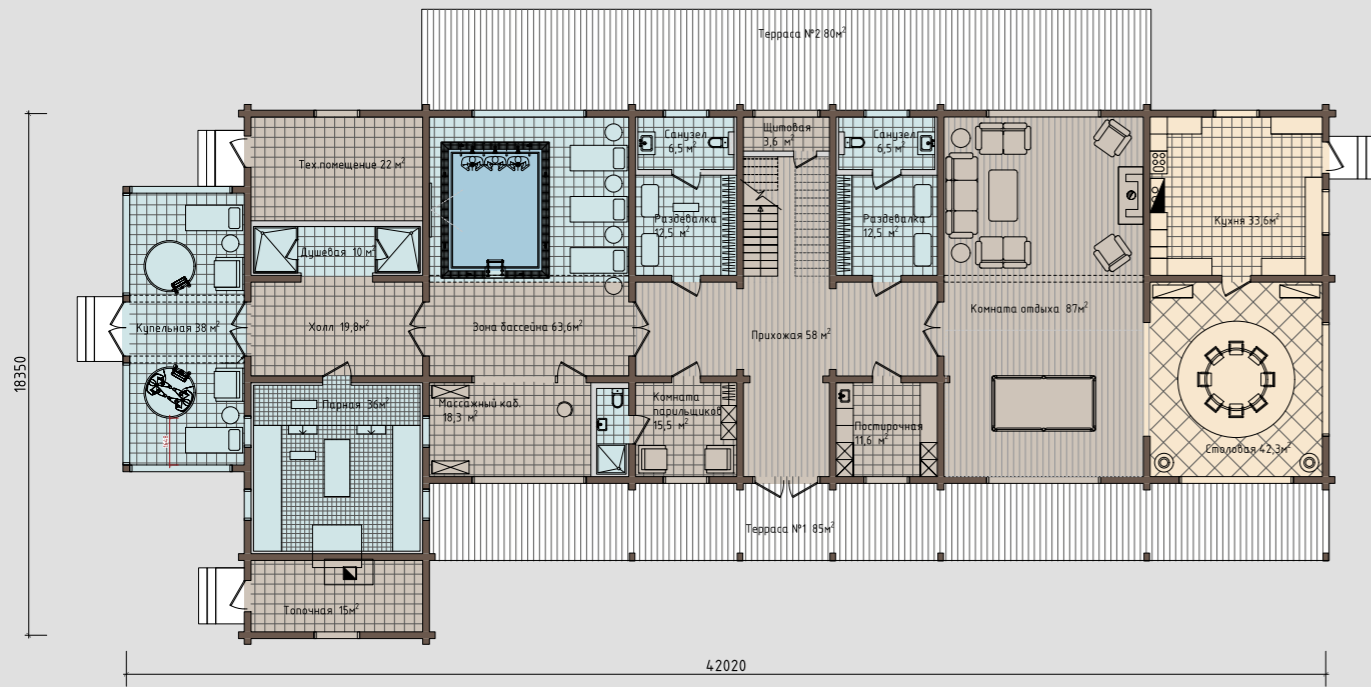 Терраса №2 80м²
Санузел
6,5 м²
Щитовая
3,6 м²
Санузел
6,5 м²
Тех.помещение 22 м²
Раздевалка
12,5 м²
Раздевалка
12,5 м²
Кухня 33,6м²
Душевая 10 м²
Купельная 38 м²
Холл 19,8м²
Зона бассейна 63,6м²
Прихожая 58 м²
Комната отдыха 87м²
18350
Парная 36м²
Массажный каб.
18,3 м²
Комната
парильщиков
15,5 м²
Постирочная
11,6 м²
Столовая 42,3м²
Терраса №1 85м²
Топочная 15м²
42020